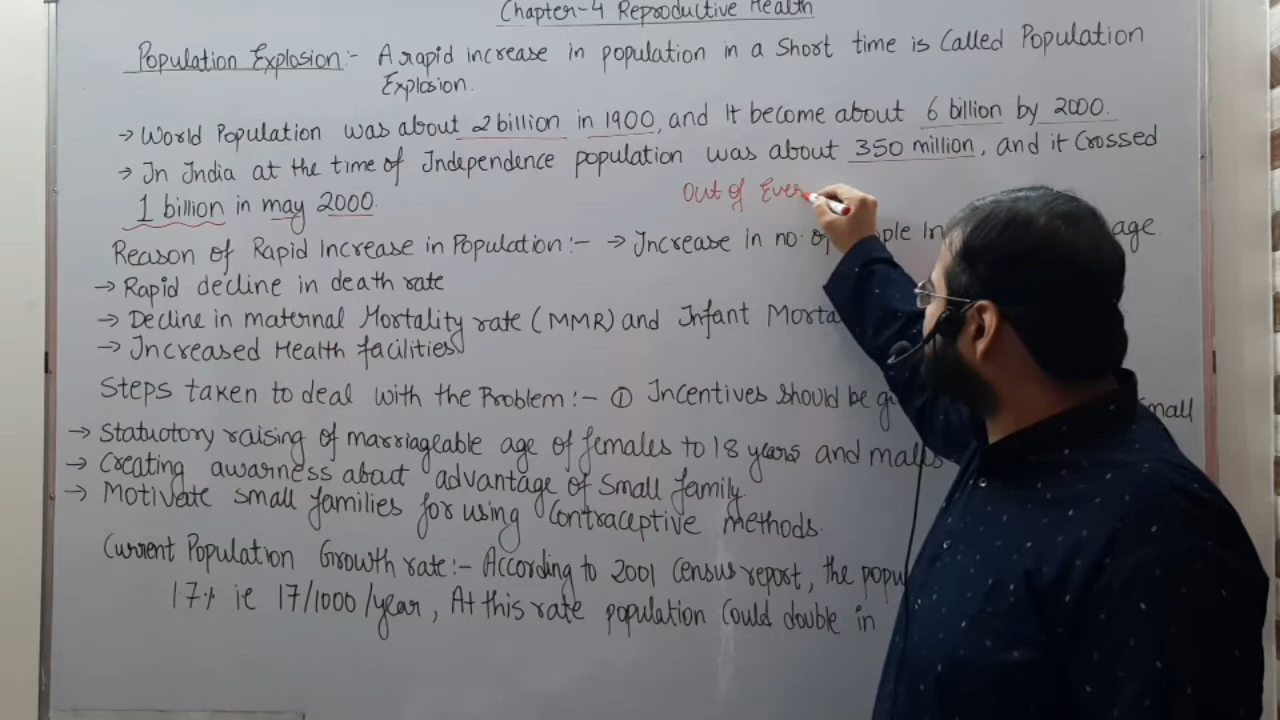 Chapter-4 Reproductive Health
Population Explosion:- A rapid increase in population in a short time is Called Population
Explosion.
→ World Population was about 2 billion in 1900, and It become about 6 billion by 2000.
→ In India at the time of Independence population was about 350 million, and it Crossed
Out of Ever
1 billion in may 2000.
Reason of Rapid Increase in Population:- → Increase in no. of In age
→ Rapid decline in death rate
→ Decline in maternal Mortality rate (MMR) and Infant
→ Increased Health facilities
Steps taken to deal with the Problem:- ① Incentives should be small
→ Statuotory raising of marriageable age of females to 18 years and males
→ Creating awarness about advantage of Small family.
→ Motivate small families for using Contraceptive methods.
Current Population Growth rate:- According to 2001 Census report, the
1.7% ie 17/1000/year, At this rate population Could double in